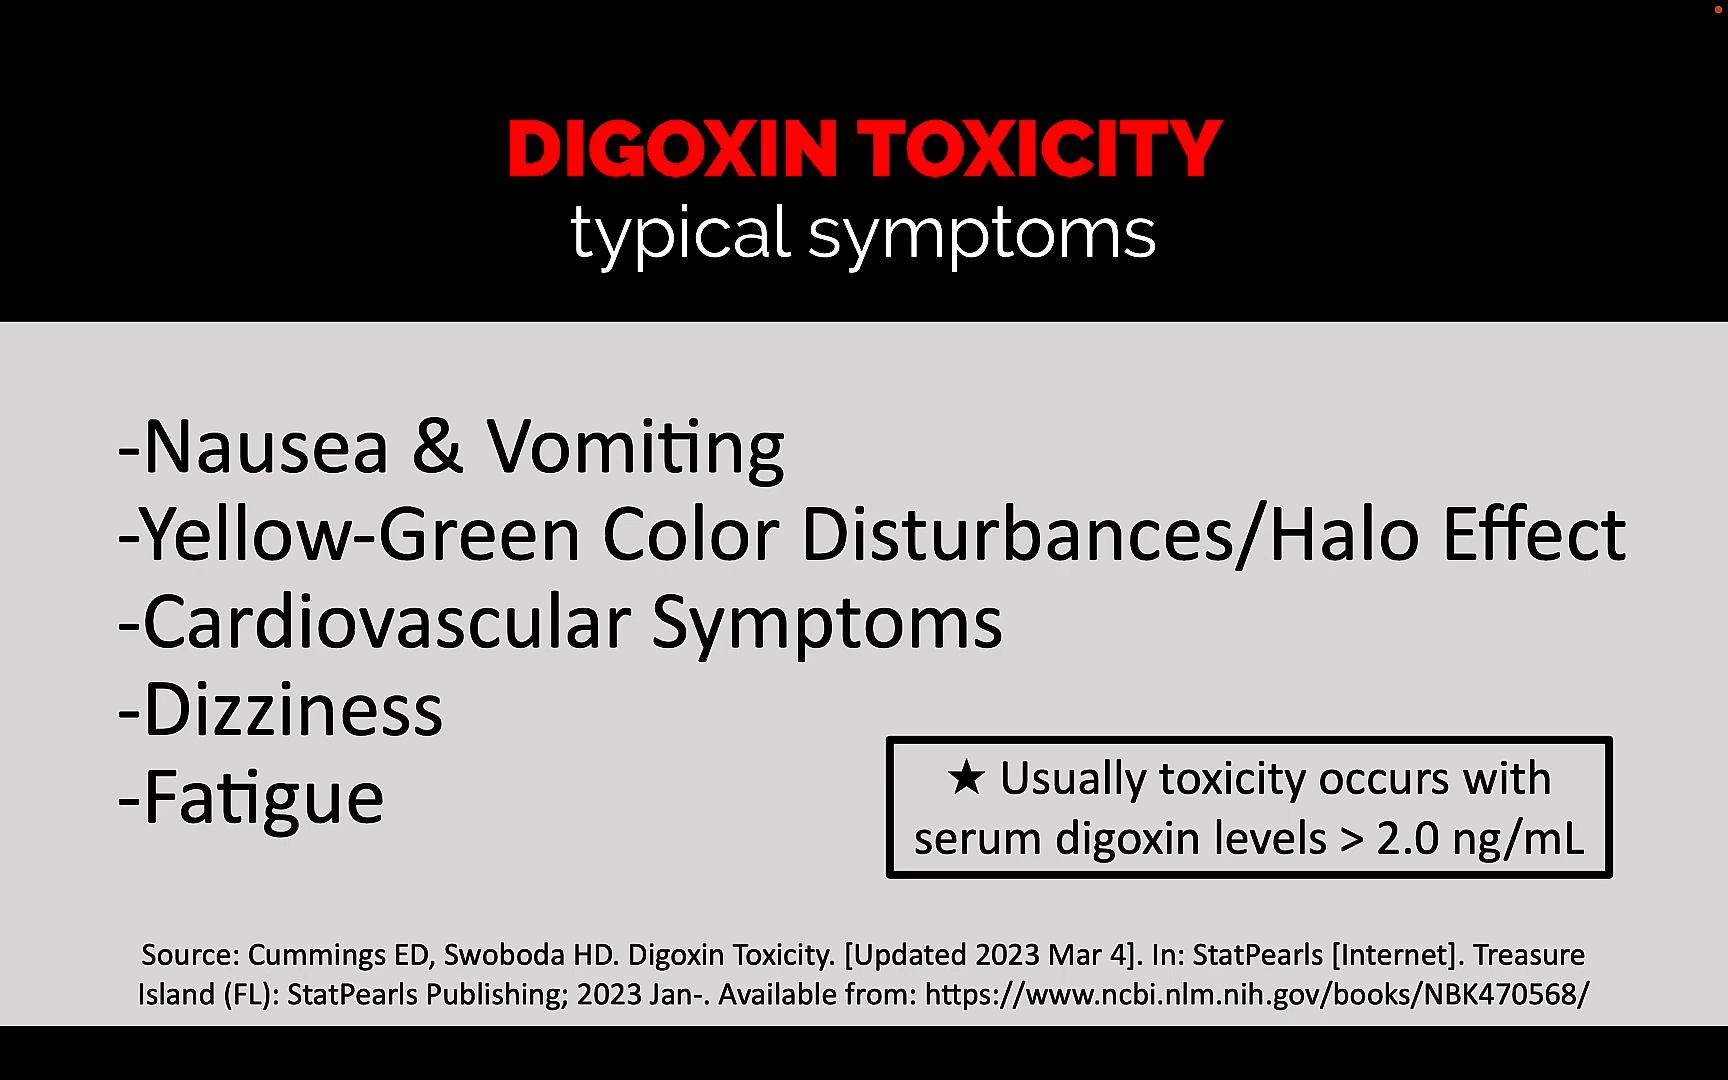 DIGOXIN TOXICITY
typical symptoms
-Nausea & Vomiting
-Yellow-Green Color Disturbances/Halo Effect
-Cardiovascular Symptoms
-Dizziness
-Fatigue
★ Usually toxicity occurs with
serum digoxin levels > 2.0 ng/mL
Source: Cummings ED, Swoboda HD. Digoxin Toxicity. [Updated 2023 Mar 4]. In: StatPearls [Internet]. Treasure
Island (FL): StatPearls Publishing; 2023 Jan-. Available from: https://www.ncbi.nlm.nih.gov/books/NBK470568/